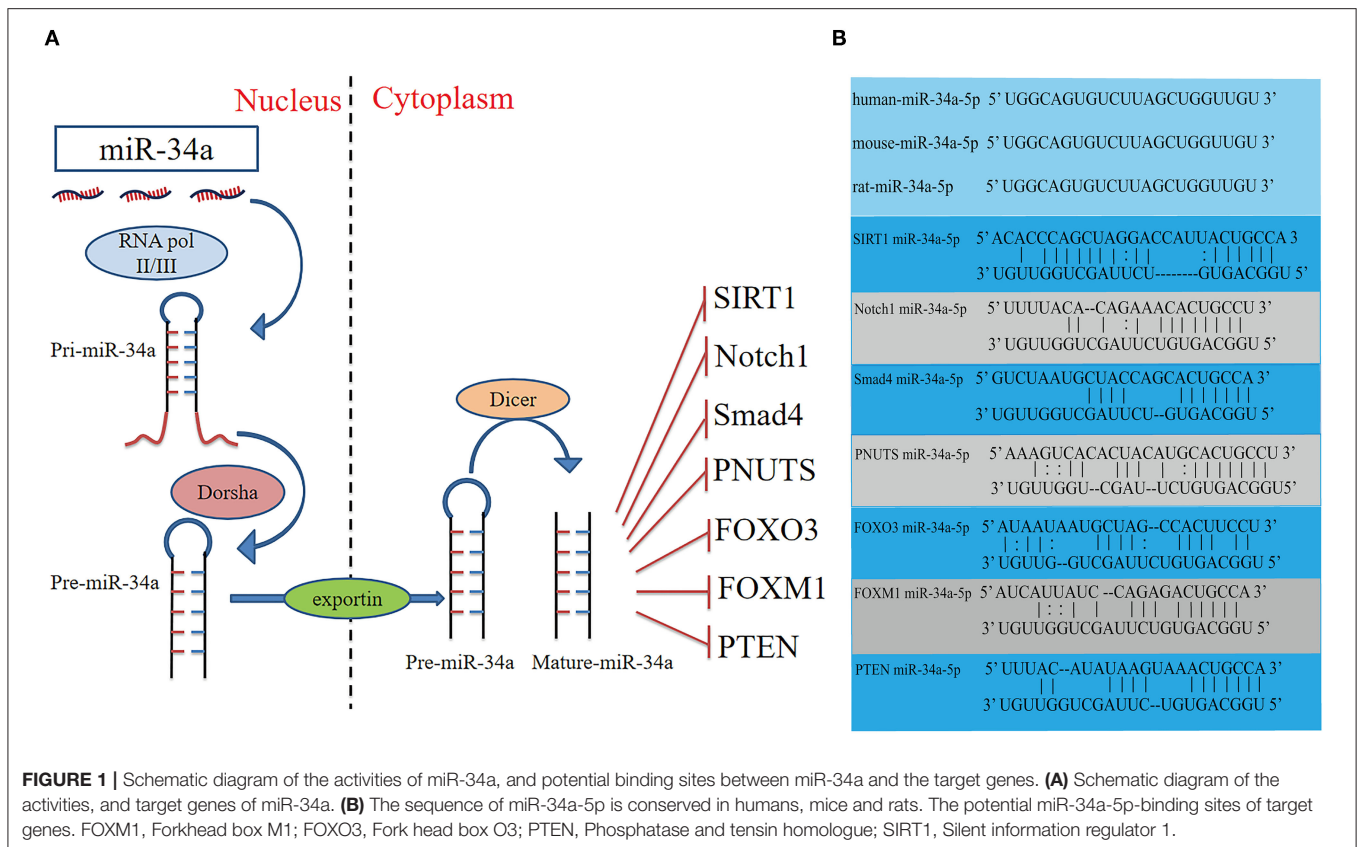 A
B
Nucleus
Cytoplasm
miR-34a
RNA pol
II/III
Pri-miR-34a
Dorsha
Pre-miR-34a
exportin
Dicer
Pre-miR-34a
Mature-miR-34a
SIRT1
Notch1
Smad4
PNUTS
FOXO3
FOXM1
PTEN
human-miR-34a-5p 5’ UGGCAGUGUCUUAGCUGGUUGU 3’
mouse-miR-34a-5p 5’ UGGCAGUGUCUUAGCUGGUUGU 3’
rat-miR-34a-5p 5’ UGGCAGUGUCUUAGCUGGUUGU 3’
SIRT1 miR-34a-5p 5’ ACACCCAGCUAGGACCAUUACUGCCA 3
3’ UGUUGGUCGAUUCU--------GUGACGGU 5’
Notch1 miR-34a-5p 5’ UUUUACA--CAGAAACACUGCCU 3’
3’ UGUUGGUCGAUUCUGUGACGGU 5’
Smad4 miR-34a-5p 5’ GUCUAAUGCUACCAGCACUGCCA 3’
3’ UGUUGGUCGAUUCU--GUGACGGU 5’
PNUTS miR-34a-5p 5’ AAAGUCACACUACAUGCACUGCCU 3’
3’ UGUUGGU--CGAU--UCUGUGACGGU5’
FOXO3 miR-34a-5p 5’ AUAAUAAUGCUAG--CCACUUCCU 3’
3’ UGUUG--GUCGAUUCUGUGACGGU 5’
FOXM1 miR-34a-5p 5’ AUCAUUAUC --CAGAGACUGCCA 3’
3’ UGUUGGUCGAUUCUGUGACGGU 5’
PTEN miR-34a-5p 5’ UUUAC--AUAUAAGUAAACUGCCA 3’
3’ UGUUGGUCGAUUC--UGUGACGGU 5’
FIGURE 1 | Schematic diagram of the activities of miR-34a, and potential binding sites between miR-34a and the target genes. (A) Schematic diagram of the
activities, and target genes of miR-34a. (B) The sequence of miR-34a-5p is conserved in humans, mice and rats. The potential miR-34a-5p-binding sites of target
genes. FOXM1, Forkhead box M1; FOXO3, Fork head box O3; PTEN, Phosphatase and tensin homologue; SIRT1, Silent information regulator 1.